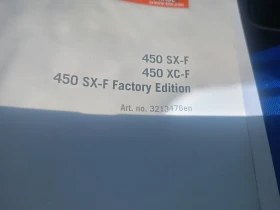 450 SX-F
450 XC-F
450 SX-F Factory Edition
Art. no. 3213476en